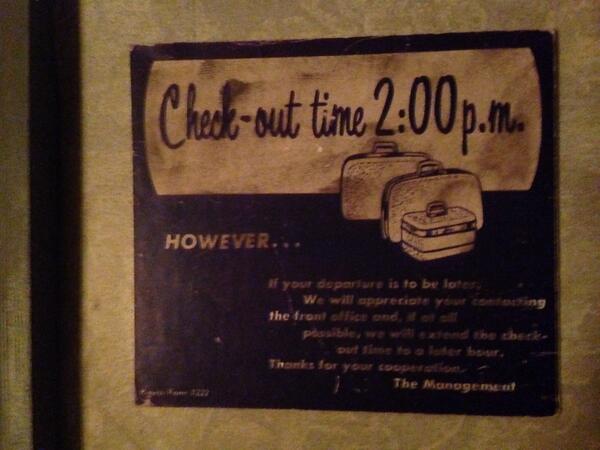 Check-out time 2:00 p.m.
HOWEVER...
If your departure is to be later,
We will appreciate your contacting
the front office and, if at all
possible, we will extend the check-
out time to a later hour.
Thanks for your cooperation.
The Management